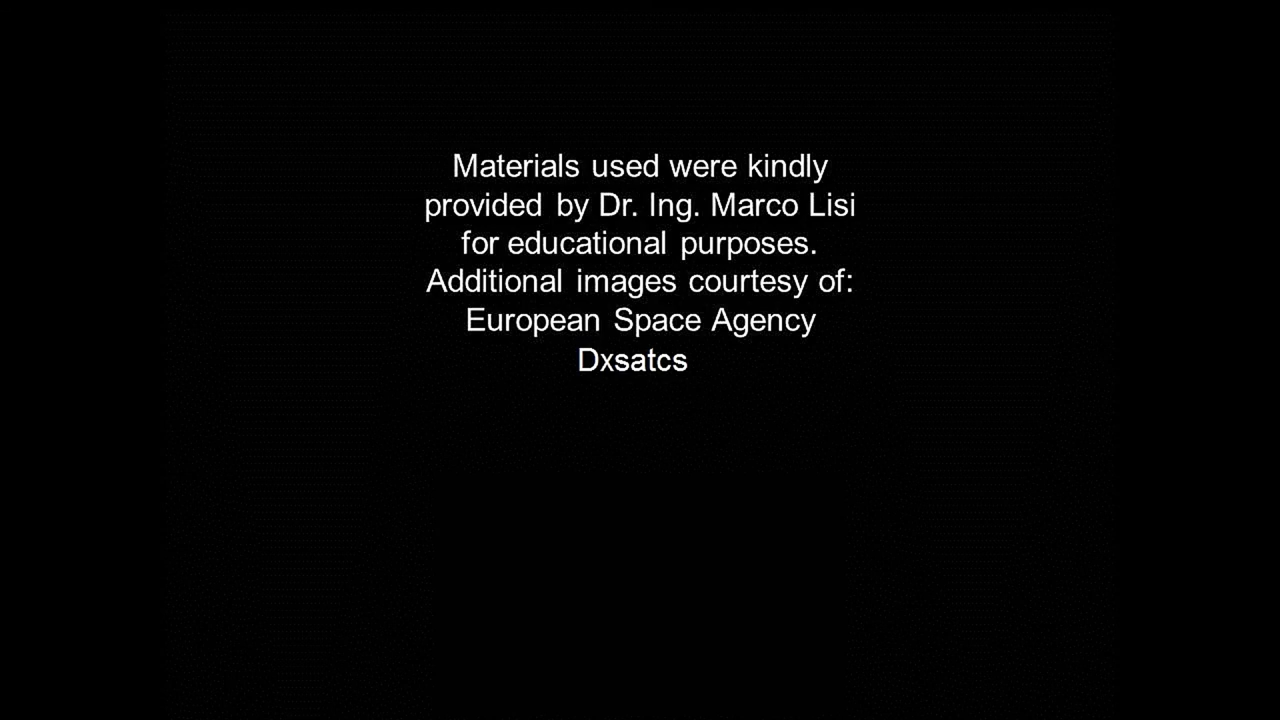 Materials used were kindly
provided by Dr. Ing. Marco Lisi
for educational purposes.
Additional images courtesy of:
European Space Agency
Dxsatcs